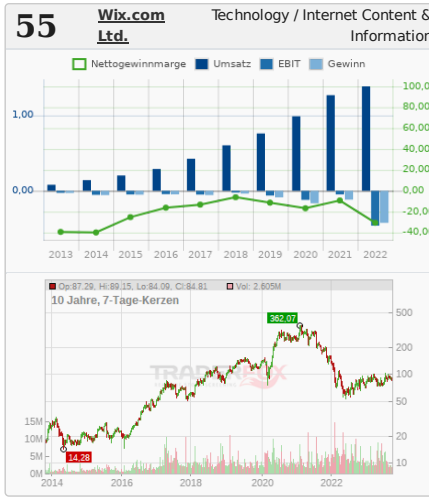 55
Wix.com
Ltd.
Technology / Internet Content &
Information
Nettogewinnmarge
Umsatz
EBIT
Gewinn
1,00
0,00
100,0
80,00
60,00
40,00
20,00
0,00
-20,0
-40,0
2013 2014 2015 2016 2017 2018 2019 2020 2021 2022
Op:87.29, Hi:89.15, Lo:84.09, Cl:84.81
Vol: 2.605M
10 Jahre, 7-Tage-Kerzen
362.07
14.28
500
200
100
50
20
10
15M
10M
5M
0M
2014 2016 2018 2020 2022